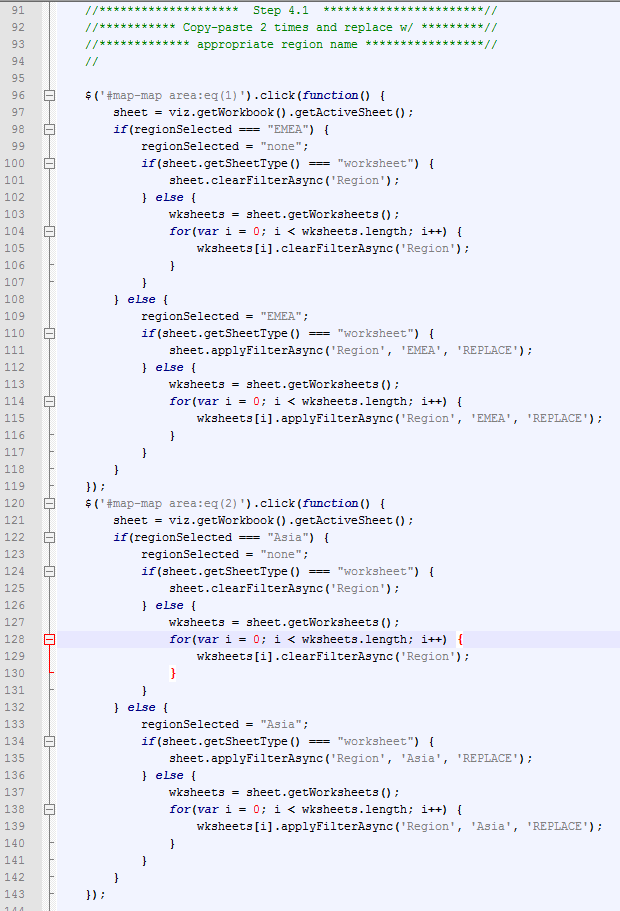 91 //******************** Step 4.1 ***********************//
92 //*********** Copy-paste 2 times and replace w/ *********//
93 //************* appropriate region name *****************//
94 //
95
96 $('#map-map area:eq(1)').click(function() {
97 sheet = viz.getWorkbook().getActiveSheet();
98 if(regionSelected === "EMEA") {
99 regionSelected = "none";
100 if(sheet.getSheetType() === "worksheet") {
101 sheet.clearFilterAsync('Region');
102 } else {
103 wksheets = sheet.getWorksheets();
104 for(var i = 0; i < wksheets.length; i++) {
105 wksheets[i].clearFilterAsync('Region');
106 }
107 }
108 } else {
109 regionSelected = "EMEA";
110 if(sheet.getSheetType() === "worksheet") {
111 sheet.applyFilterAsync('Region', 'EMEA', 'REPLACE');
112 } else {
113 wksheets = sheet.getWorksheets();
114 for(var i = 0; i < wksheets.length; i++) {
115 wksheets[i].applyFilterAsync('Region', 'EMEA', 'REPLACE');
116 }
117 }
118 }
119 });
120 $('#map-map area:eq(2)').click(function() {
121 sheet = viz.getWorkbook().getActiveSheet();
122 if(regionSelected === "Asia") {
123 regionSelected = "none";
124 if(sheet.getSheetType() === "worksheet") {
125 sheet.clearFilterAsync('Region');
126 } else {
127 wksheets = sheet.getWorksheets();
128 for(var i = 0; i < wksheets.length; i++) {
129 wksheets[i].clearFilterAsync('Region');
130 }
131 }
132 } else {
133 regionSelected = "Asia";
134 if(sheet.getSheetType() === "worksheet") {
135 sheet.applyFilterAsync('Region', 'Asia', 'REPLACE');
136 } else {
137 wksheets = sheet.getWorksheets();
138 for(var i = 0; i < wksheets.length; i++) {
139 wksheets[i].applyFilterAsync('Region', 'Asia', 'REPLACE');
140 }
141 }
142 }
143 });